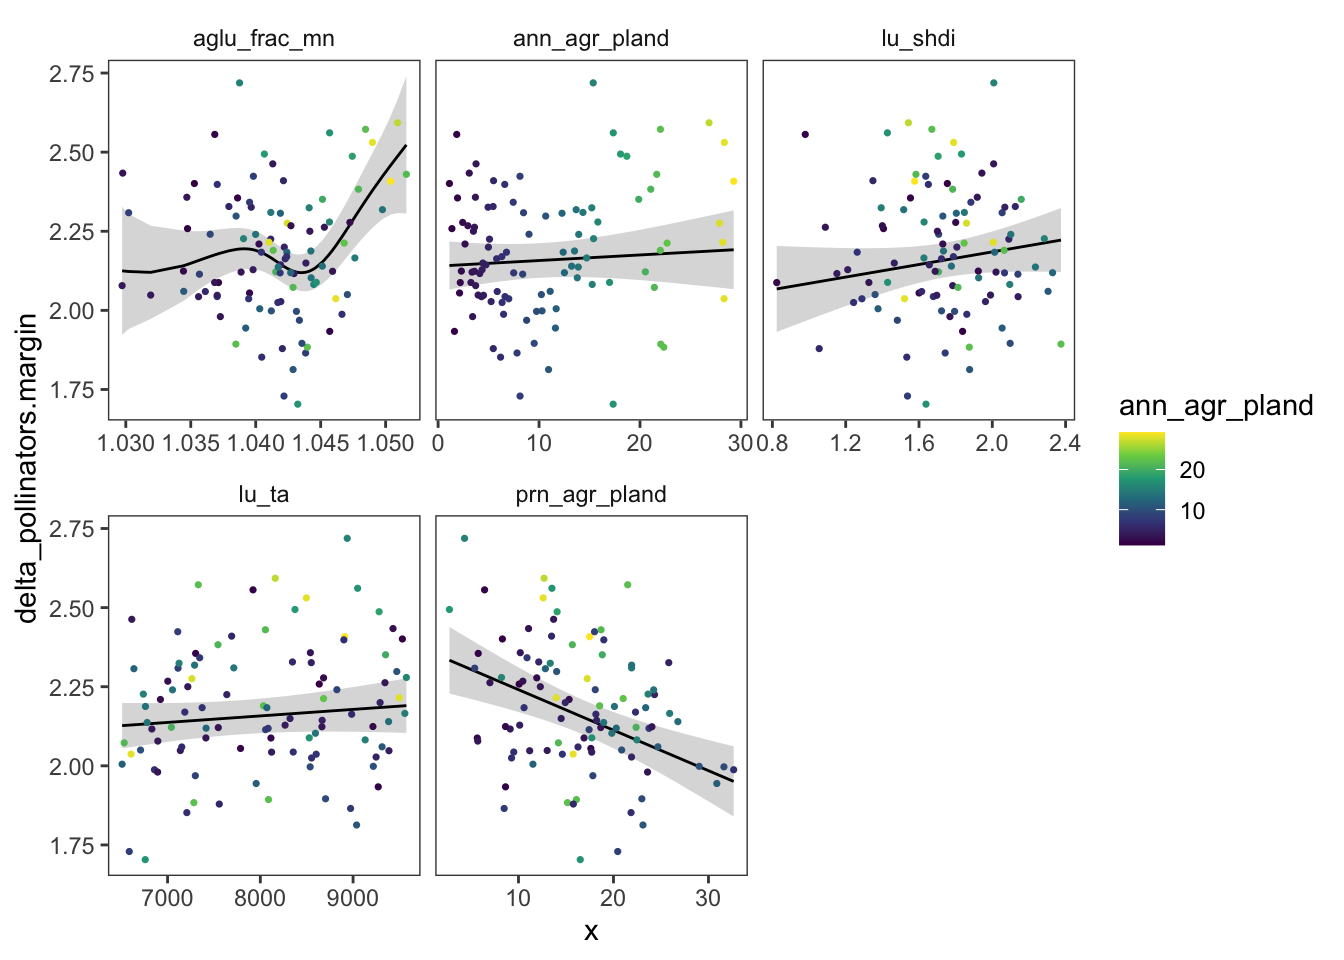 aglu_frac_mn ann_agr_pland lu_shdi
2.75
2.50
2.25
2.00
1.75
1.030 1.035 1.040 1.045 1.050 0 10 20 30 0.8 1.2 1.6 2.0 2.4
lu_ta prn_agr_pland
2.75
2.50
2.25
2.00
1.75
7000 8000 9000 10 20 30
x
delta_pollinators.margin
ann_agr_pland
20
10